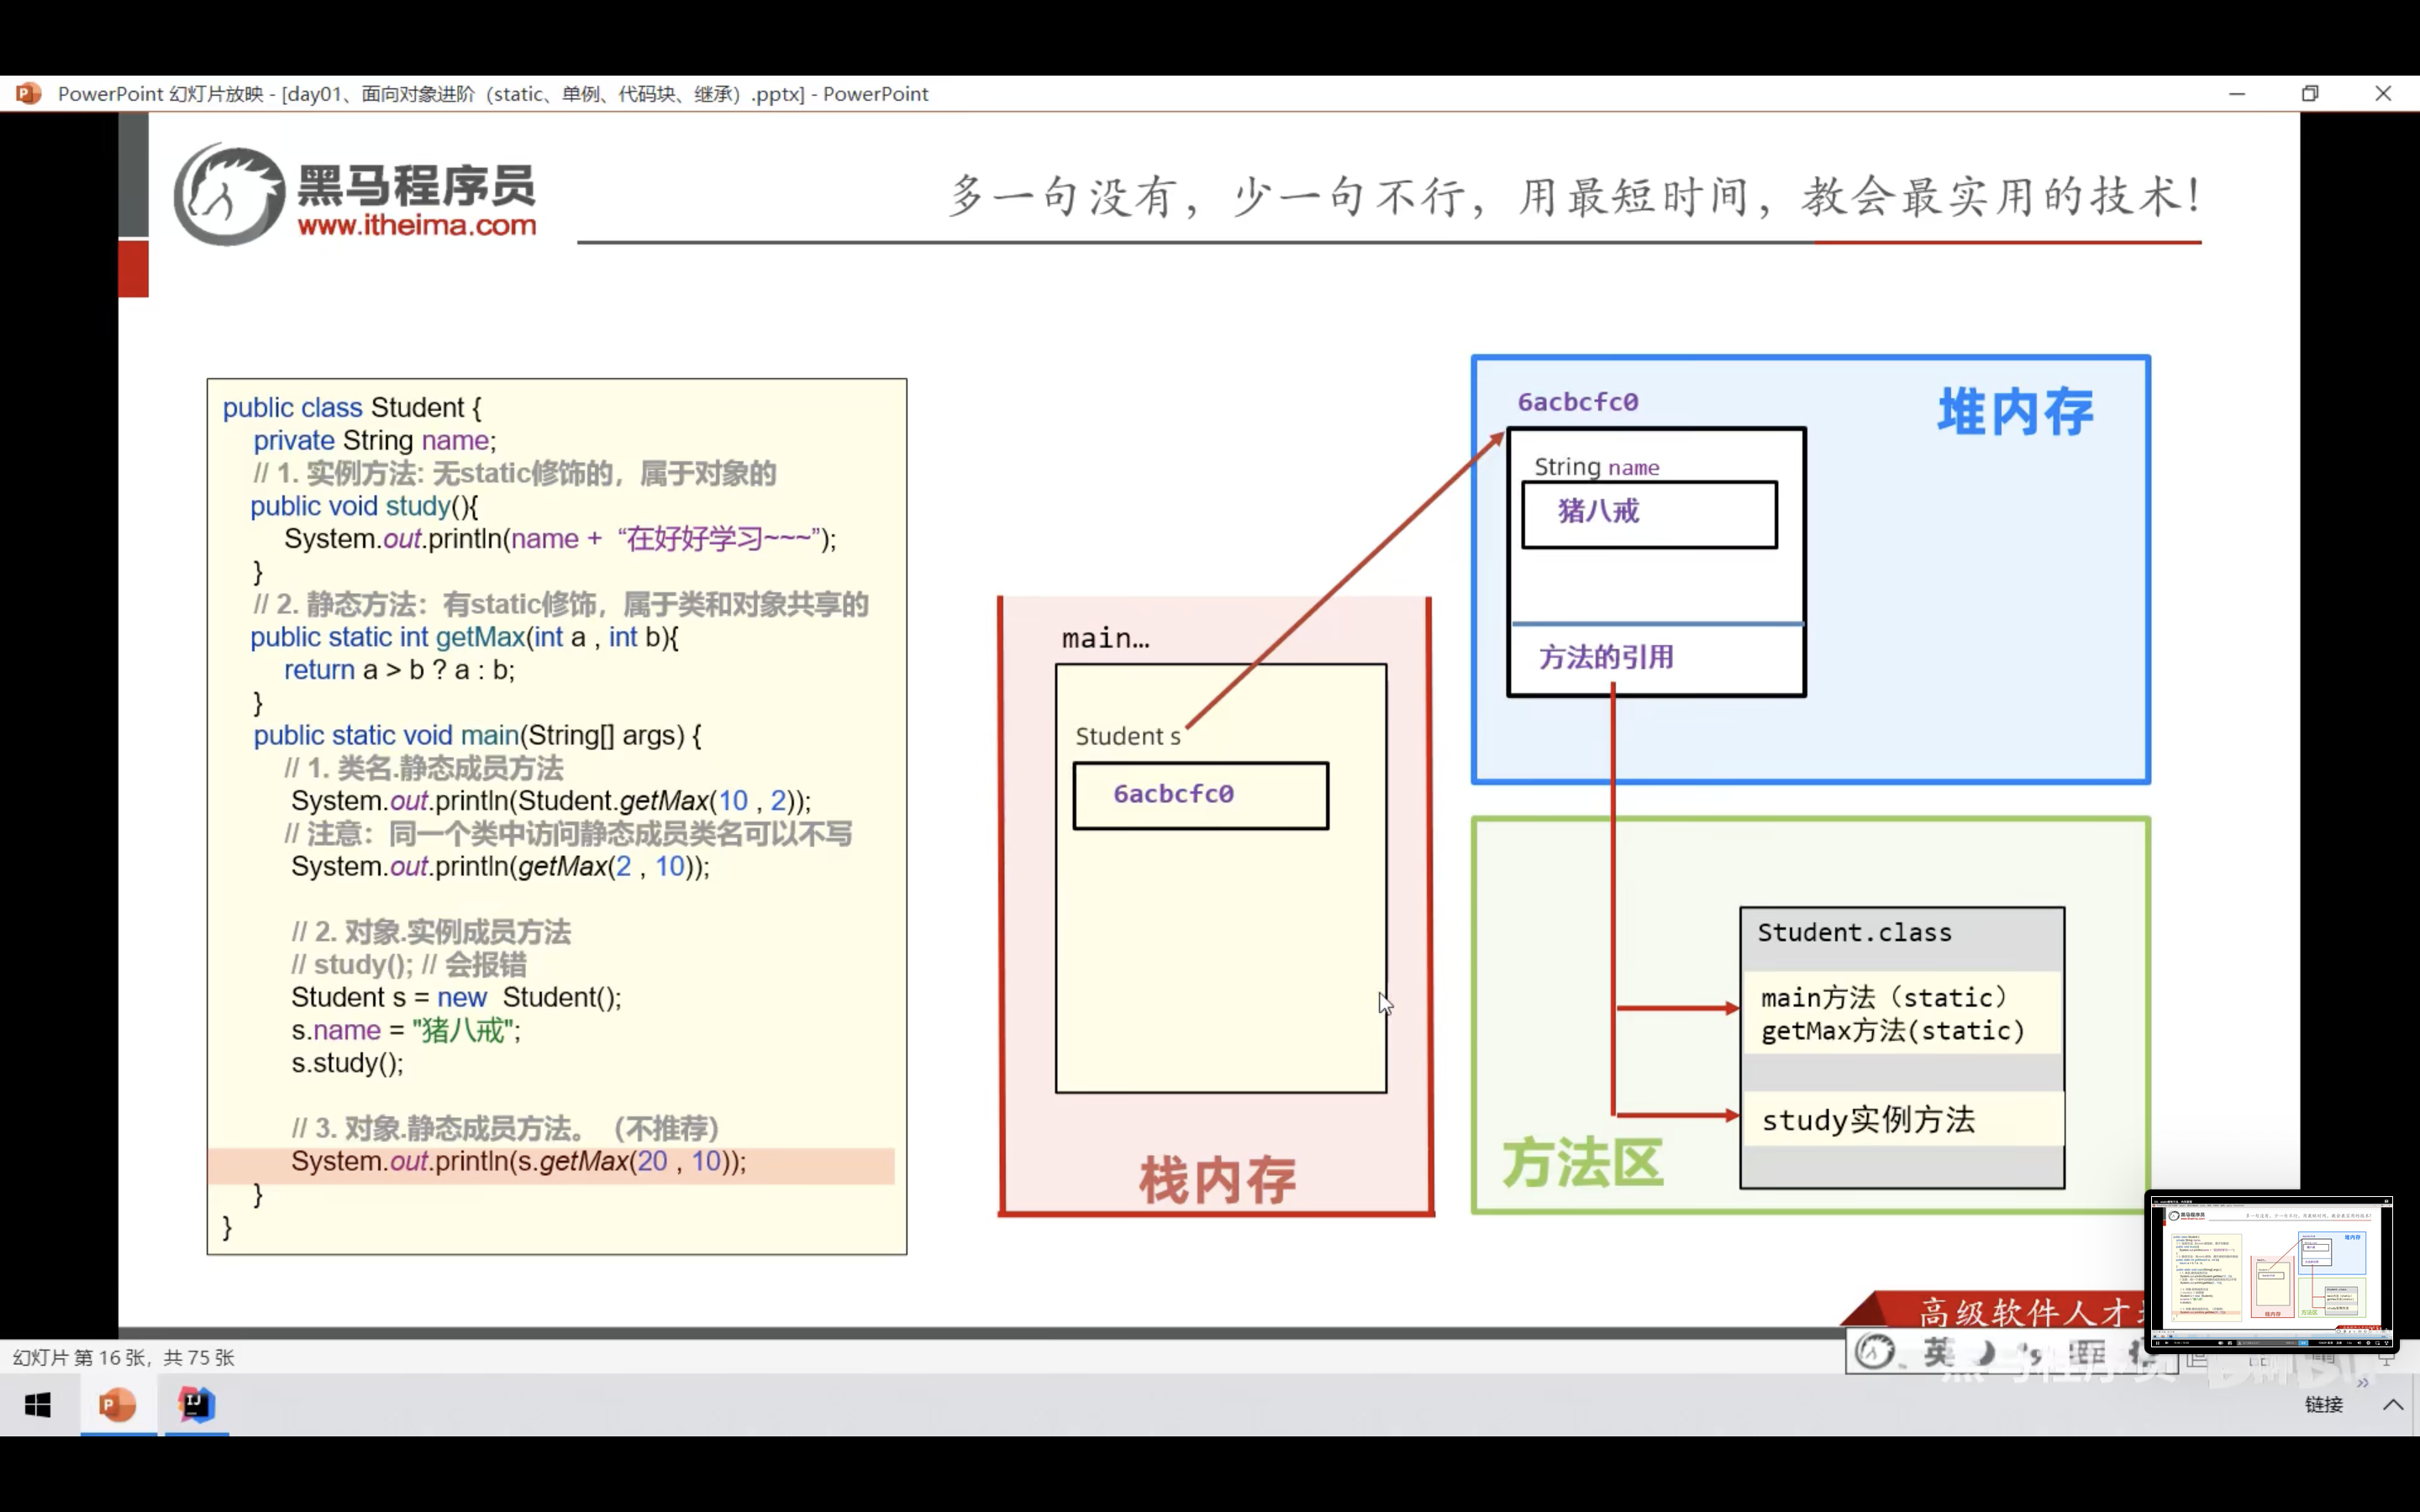 PowerPoint 幻灯片放映 - [day01、面向对象进阶（static、单例、代码块、继承）.pptx] - PowerPoint
黑马程序员
www.itheima.com
多一句没有，少一句不行，用最短时间，教会最实用的技术！
public class Student {
private String name;
// 1. 实例方法: 无static修饰的，属于对象的
public void study(){
System.out.println(name + “在好好学习~~~”);
}
// 2. 静态方法：有static修饰，属于类和对象共享的
public static int getMax(int a , int b){
return a > b ? a : b;
}
public static void main(String[] args) {
// 1. 类名.静态成员方法
System.out.println(Student.getMax(10 , 2));
// 注意：同一个类中访问静态成员类名可以不写
System.out.println(getMax(2 , 10));
// 2. 对象.实例成员方法
// study(); // 会报错
Student s = new Student();
s.name = "猪八戒";
s.study();
// 3. 对象.静态成员方法。（不推荐）
System.out.println(s.getMax(20 , 10));
}
}
main…
Student s
6acbcfc0
栈内存
6acbcfc0
堆内存
String name
猪八戒
方法的引用
Student.class
main方法（static）
getMax方法(static)
study实例方法
方法区
高级软件人才
英
幻灯片 第 16 张，共 75 张
链接